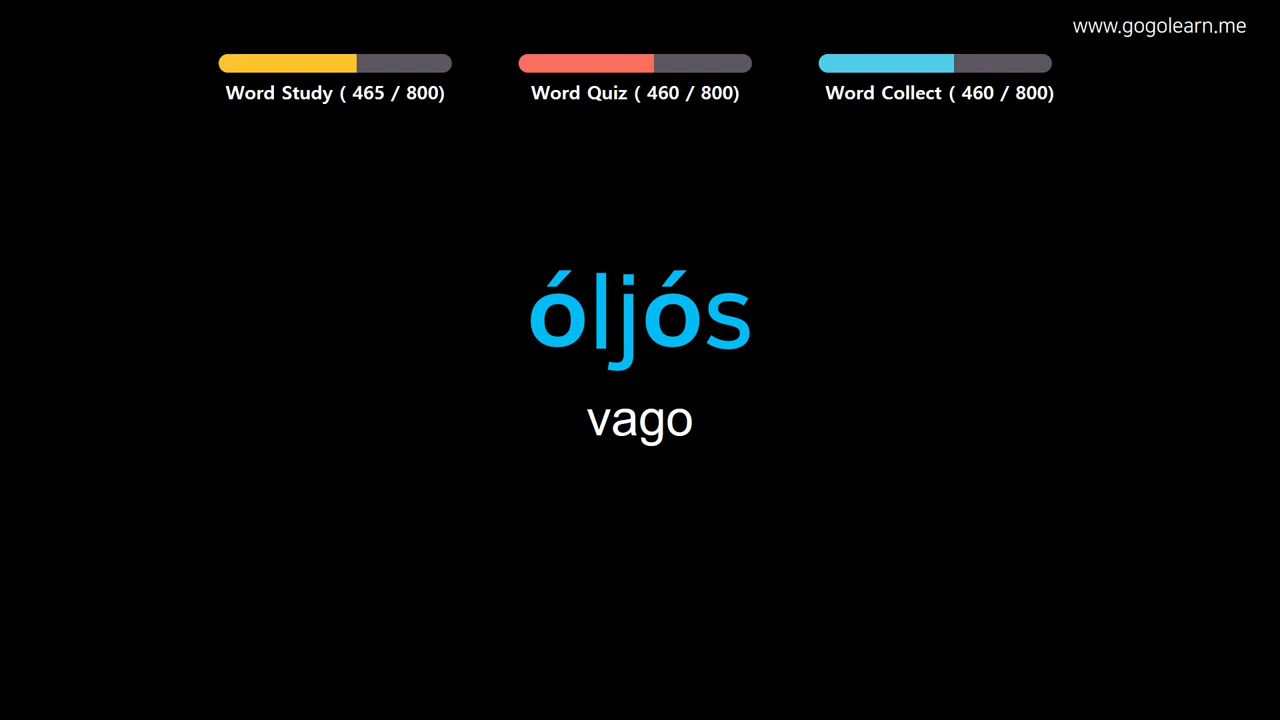 www.gogolearn.me
Word Study ( 465 / 800)
Word Quiz ( 460 / 800)
Word Collect ( 460 / 800)
óljós
vago